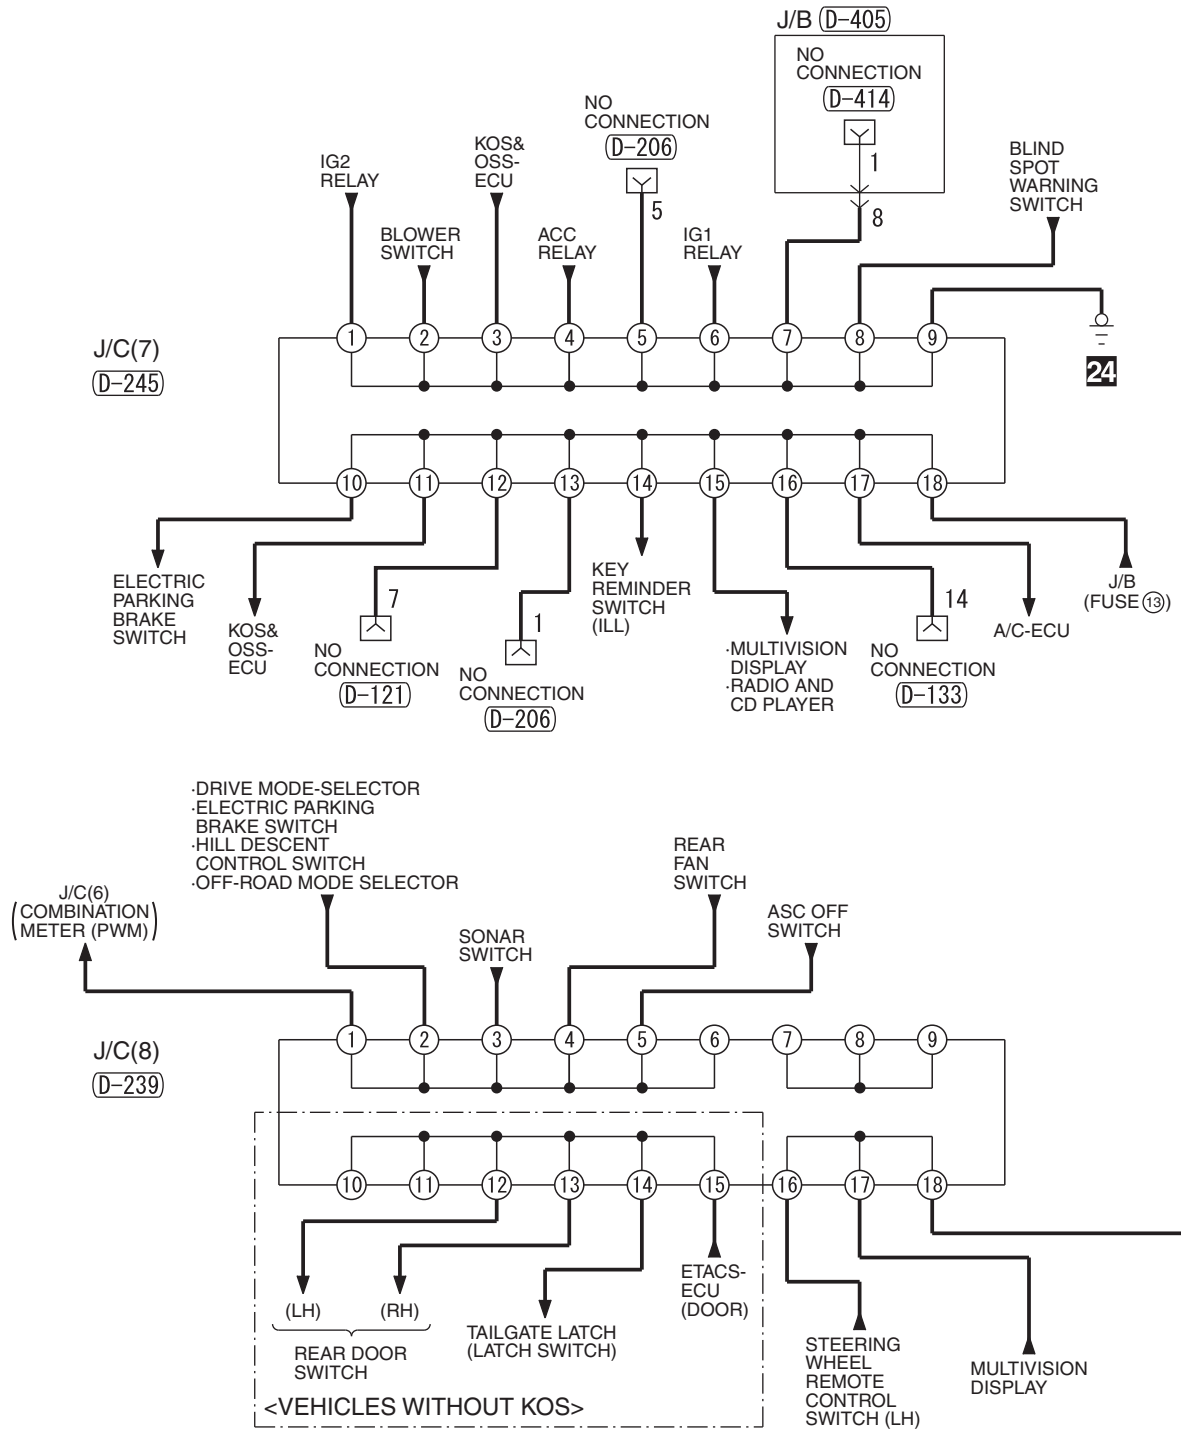 J/B (D-405)
NO
CONNECTION
(D-414)
1
8
NO
CONNECTION
(D-206)
5
KOS&
OSS-
ECU
IG2
RELAY
BLOWER
SWITCH
ACC
RELAY
IG1
RELAY
BLIND
SPOT
WARNING
SWITCH
J/C(7)
(D-245)
1 2 3 4 5 6 7 8 9
24
10 11 12 13 14 15 16 17 18
ELECTRIC
PARKING
BRAKE
SWITCH
KOS&
OSS-
ECU
7
NO
CONNECTION
(D-121)
1
NO
CONNECTION
(D-206)
KEY
REMINDER
SWITCH
(ILL)
·MULTIVISION
DISPLAY
·RADIO AND
CD PLAYER
14
NO
CONNECTION
(D-133)
A/C-ECU
J/B
(FUSE 13)
·DRIVE MODE-SELECTOR
·ELECTRIC PARKING
BRAKE SWITCH
·HILL DESCENT
CONTROL SWITCH
·OFF-ROAD MODE SELECTOR
J/C(6)
(COMBINATION
METER (PWM))
SONAR
SWITCH
REAR
FAN
SWITCH
ASC OFF
SWITCH
J/C(8)
(D-239)
1 2 3 4 5 6 7 8 9
10 11 12 13 14 15 16 17 18
(LH)
(RH)
REAR DOOR
SWITCH
TAILGATE LATCH
(LATCH SWITCH)
ETACS-
ECU
(DOOR)
<VEHICLES WITHOUT KOS>
STEERING
WHEEL
REMOTE
CONTROL
SWITCH (LH)
MULTIVISION
DISPLAY